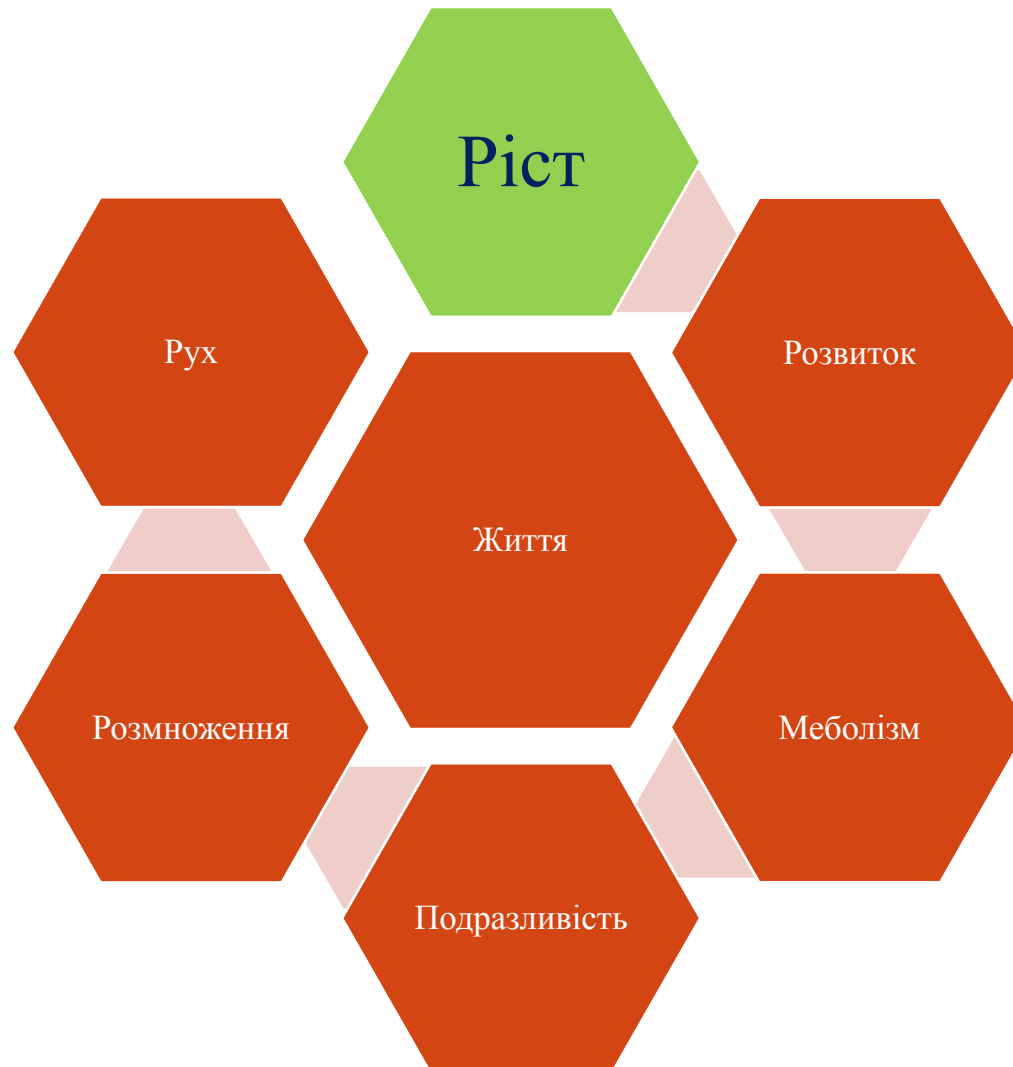 Ріст
Рух
Розвиток
Життя
Розмноження
Меболізм
Подразливість